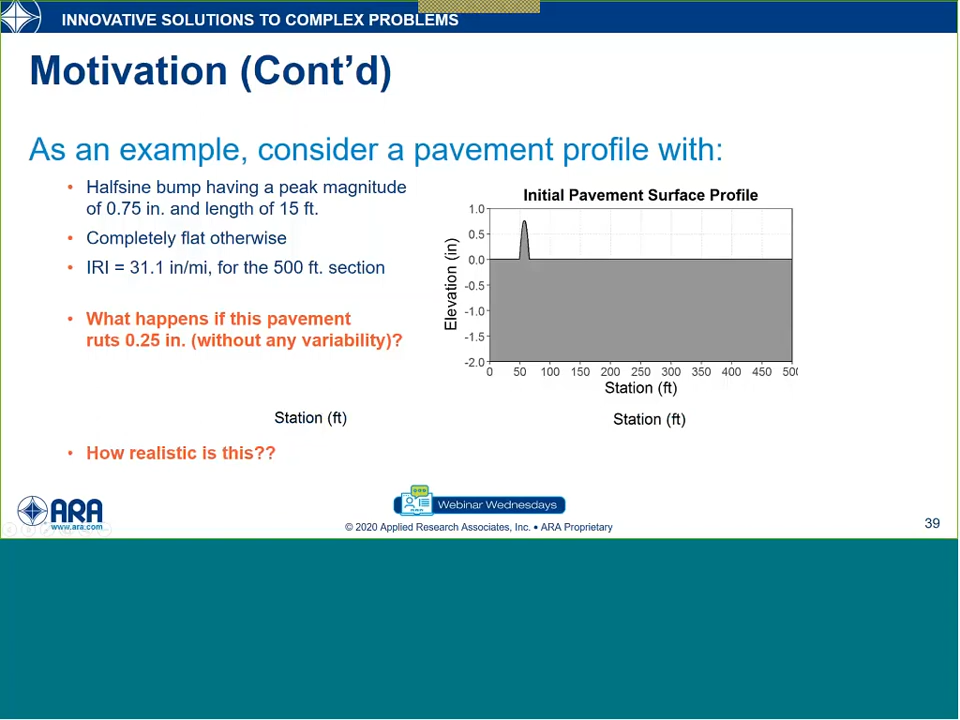 INNOVATIVE SOLUTIONS TO COMPLEX PROBLEMS
Motivation (Cont'd)
As an example, consider a pavement profile with:
• Halfsine bump having a peak magnitude
of 0.75 in. and length of 15 ft.
• Completely flat otherwise
• IRI = 31.1 in/mi, for the 500 ft. section
• What happens if this pavement
ruts 0.25 in. (without any variability)?
Initial Pavement Surface Profile
Elevation (in)
1.0
0.5
0.0
-0.5
-1.0
-1.5
-2.0
0 50 100 150 200 250 300 350 400 450 500
Station (ft)
Station (ft)
Station (ft)
• How realistic is this??
ARA
www.ara.com
Webinar Wednesdays
© 2020 Applied Research Associates, Inc. • ARA Proprietary
39